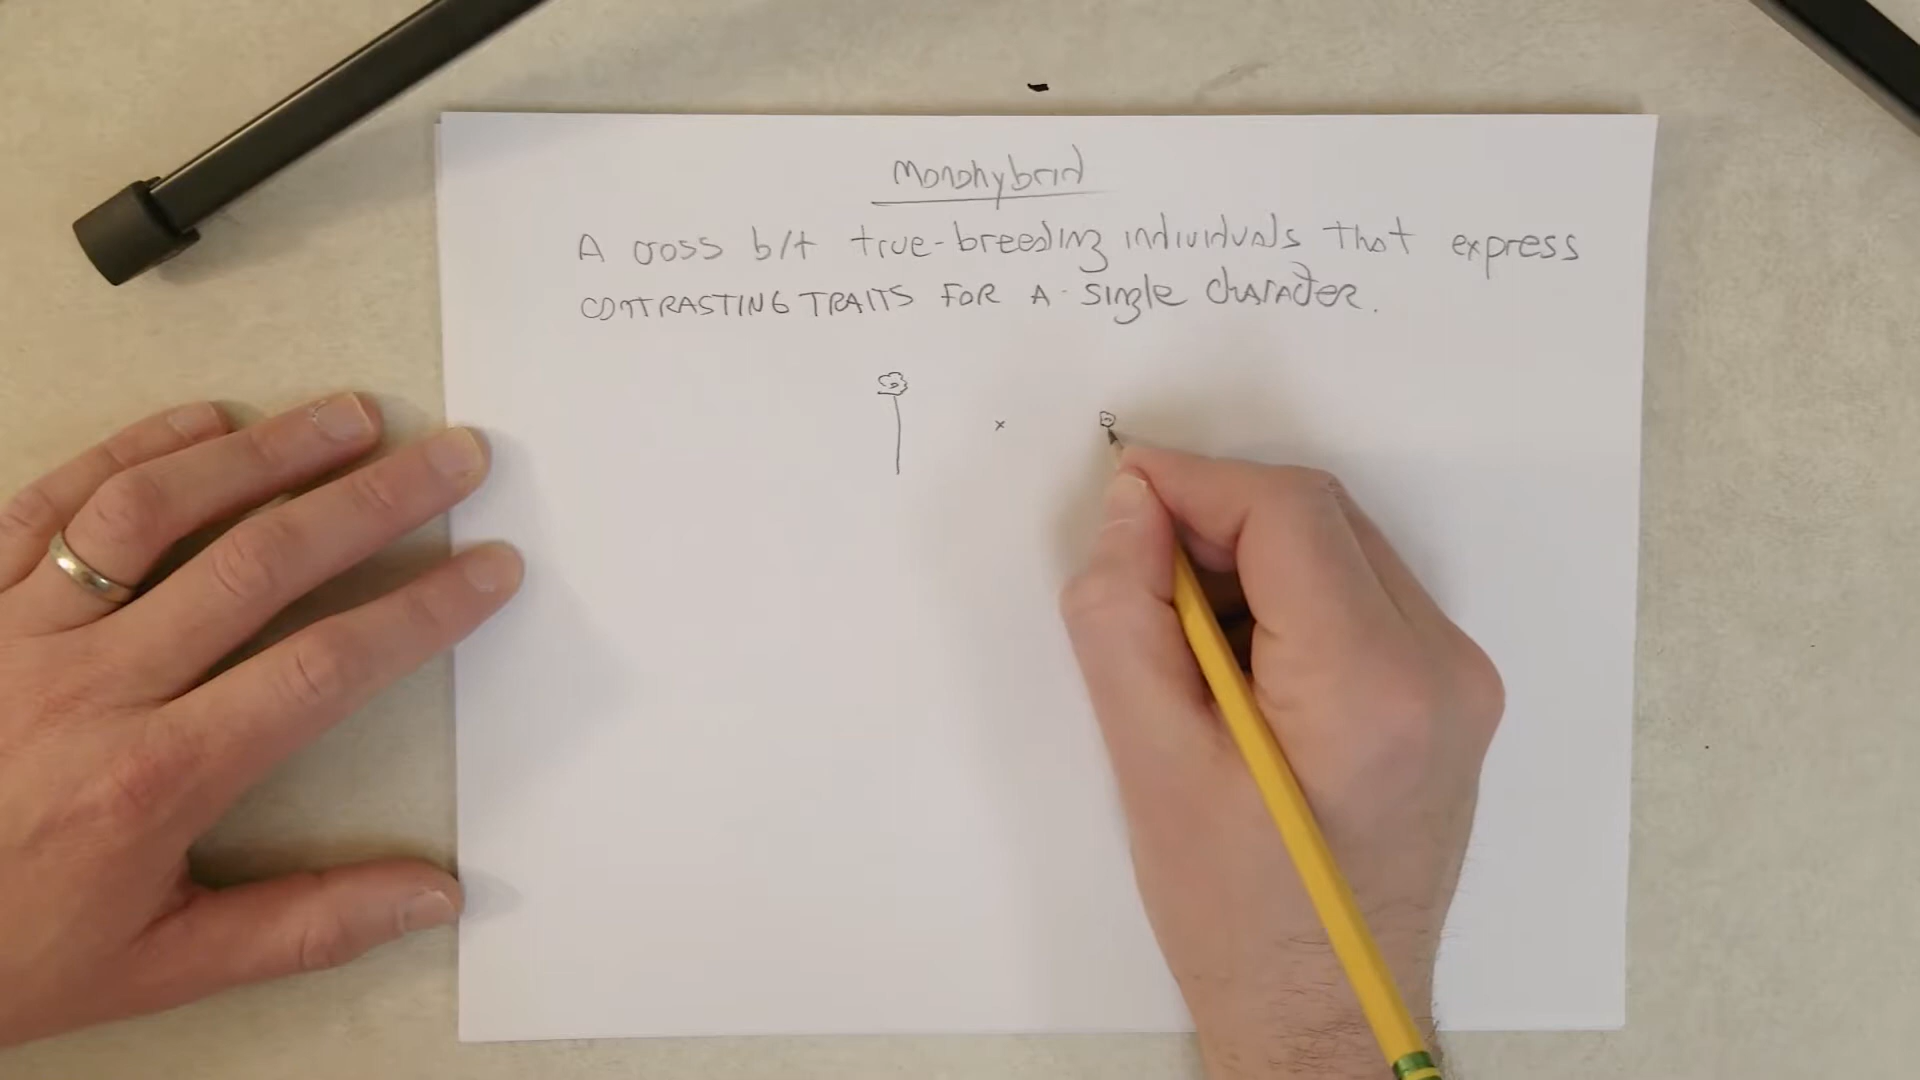 Monohybrid
A cross b/t true-breeding individuals that express
CONTRASTING TRAITS FOR A single CHARACTER.
x